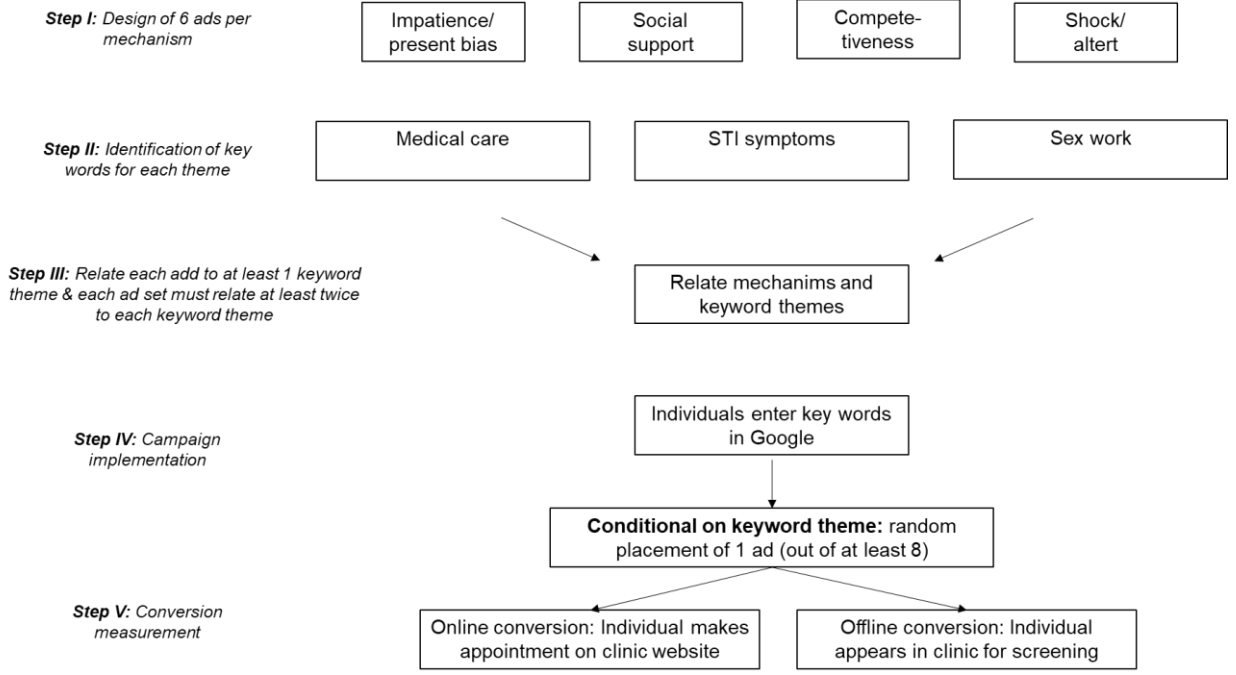 Step I: Design of 6 ads per
mechanism
Impatience/
present bias
Social
support
Compete-
tiveness
Shock/
altert
Step II: Identification of key
words for each theme
Medical care
STI symptoms
Sex work
Step III: Relate each add to at least 1 keyword
theme & each ad set must relate at least twice
to each keyword theme
Relate mechanims and
keyword themes
Step IV: Campaign
implementation
Individuals enter key words
in Google
Conditional on keyword theme: random
placement of 1 ad (out of at least 8)
Step V: Conversion
measurement
Online conversion: Individual makes
appointment on clinic website
Offline conversion: Individual
appears in clinic for screening